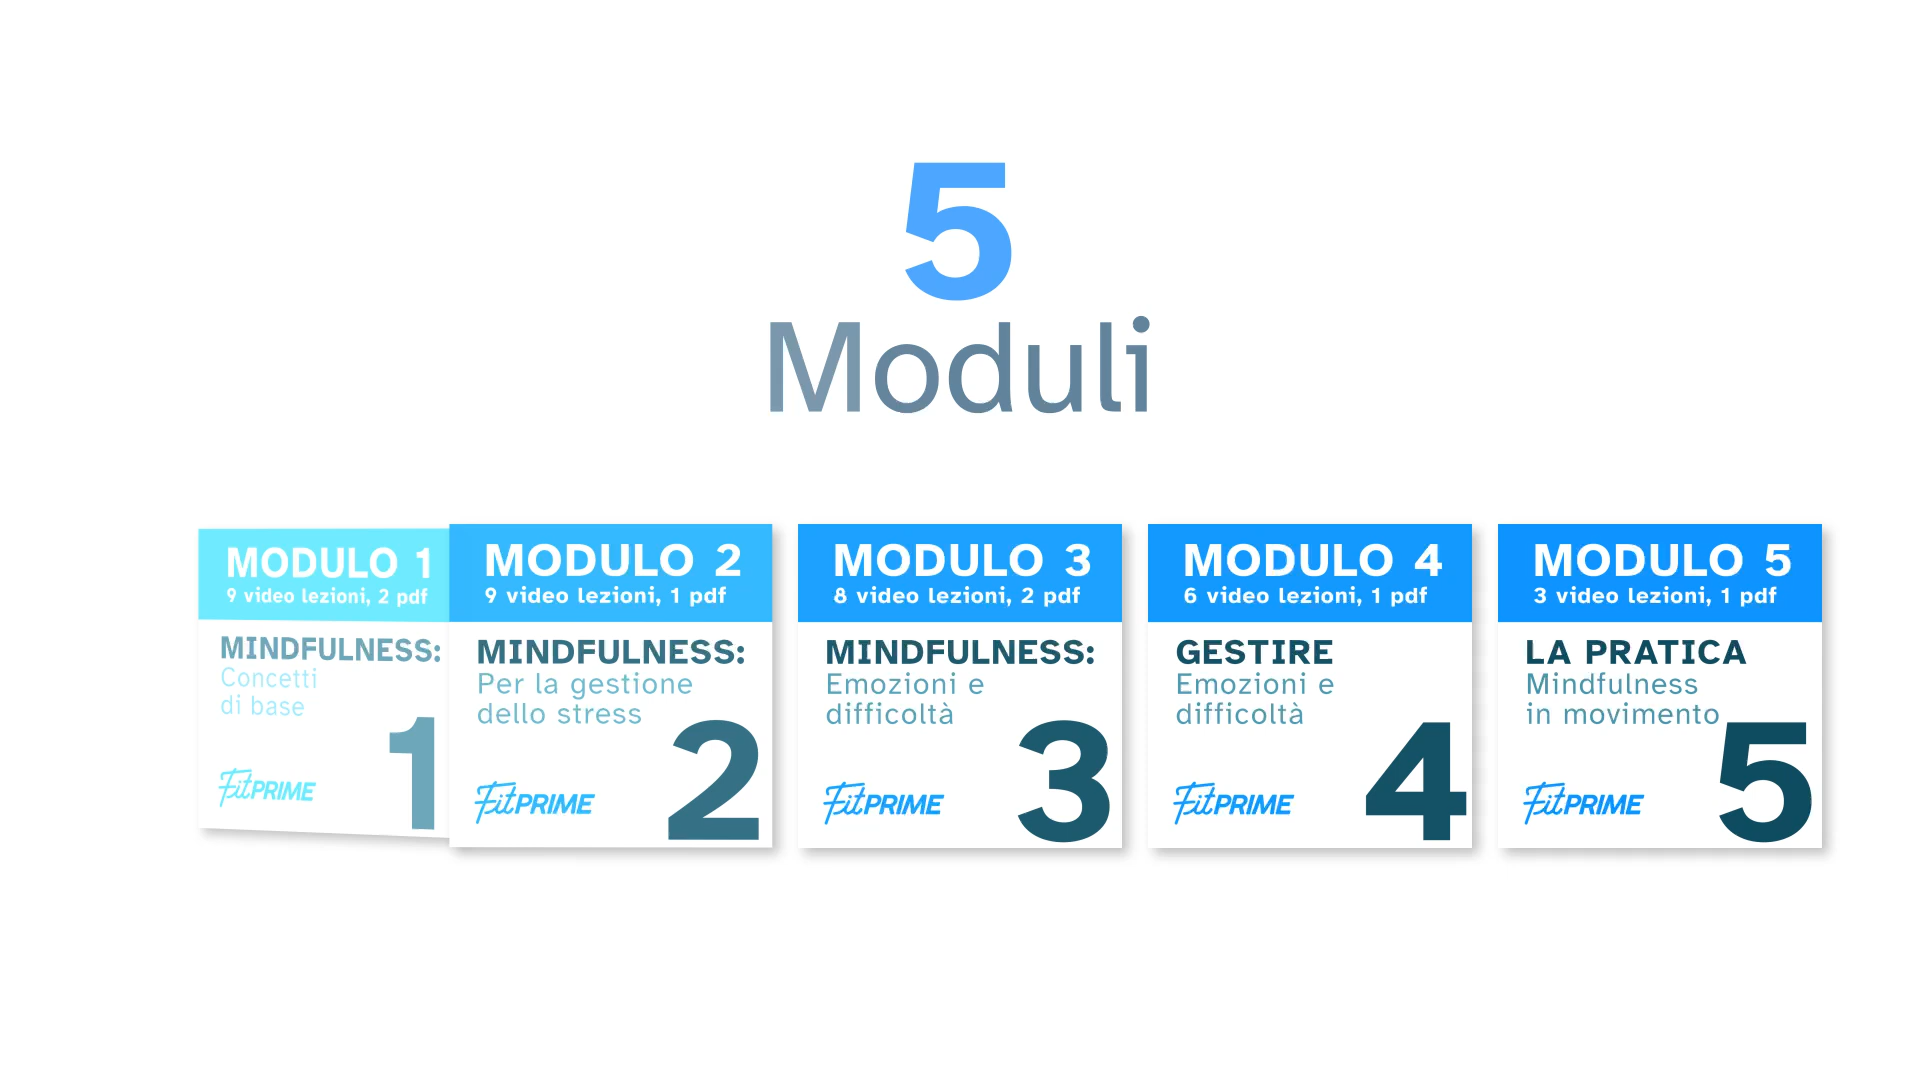 5
Moduli
MODULO 1
9 video lezioni, 2 pdf
MINDFULNESS:
Concetti
di base
FitPRIME
1
MODULO 2
9 video lezioni, 1 pdf
MINDFULNESS:
Per la gestione
dello stress
FitPRIME
2
MODULO 3
8 video lezioni, 2 pdf
MINDFULNESS:
Emozioni e
difficoltà
FitPRIME
3
MODULO 4
6 video lezioni, 1 pdf
GESTIRE
Emozioni e
difficoltà
FitPRIME
4
MODULO 5
3 video lezioni, 1 pdf
LA PRATICA
Mindfulness
in movimento
FitPRIME
5